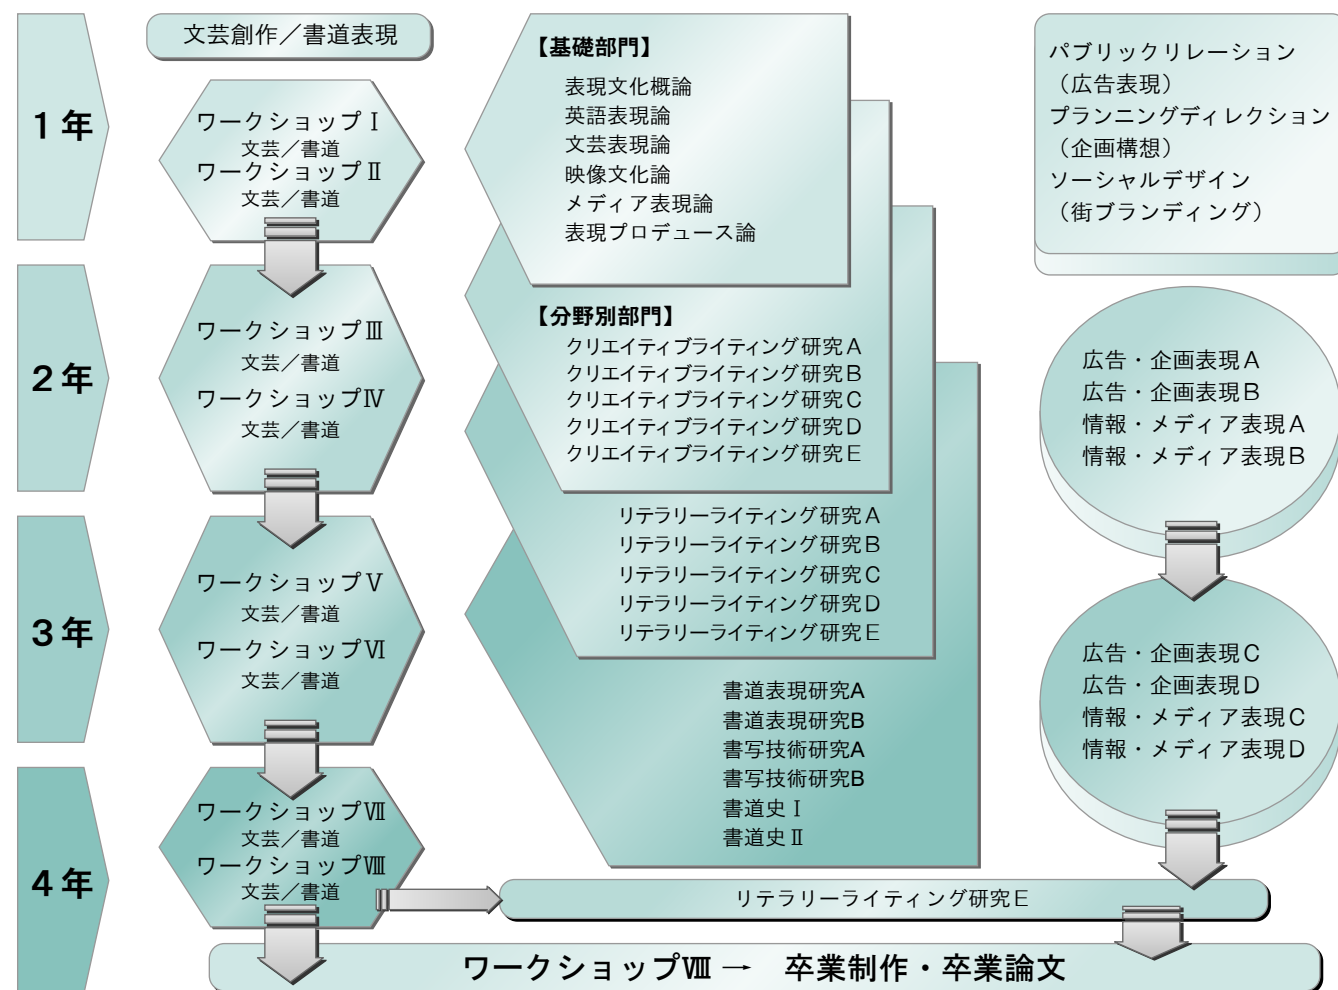 文芸創作／書道表現
1年
ワークショップⅠ
文芸／書道
ワークショップⅡ
文芸／書道
2年
ワークショップⅢ
文芸／書道
ワークショップⅣ
文芸／書道
3年
ワークショップⅤ
文芸／書道
ワークショップⅥ
文芸／書道
4年
ワークショップⅦ
文芸／書道
ワークショップⅧ
文芸／書道
【基礎部門】
表現文化概論
英語表現論
文芸表現論
映像文化論
メディア表現論
表現プロデュース論
【分野別部門】
クリエイティブライティング研究A
クリエイティブライティング研究B
クリエイティブライティング研究C
クリエイティブライティング研究D
クリエイティブライティング研究E
リテラリーライティング研究A
リテラリーライティング研究B
リテラリーライティング研究C
リテラリーライティング研究D
リテラリーライティング研究E
書道表現研究A
書道表現研究B
書写技術研究A
書写技術研究B
書道史Ⅰ
書道史Ⅱ
パブリックリレーション
（広告表現）
プランニングディレクション
（企画構想）
ソーシャルデザイン
（街ブランディング）
広告・企画表現A
広告・企画表現B
情報・メディア表現A
情報・メディア表現B
広告・企画表現C
広告・企画表現D
情報・メディア表現C
情報・メディア表現D
リテラリーライティング研究E
ワークショップⅧ→　卒業制作・卒業論文